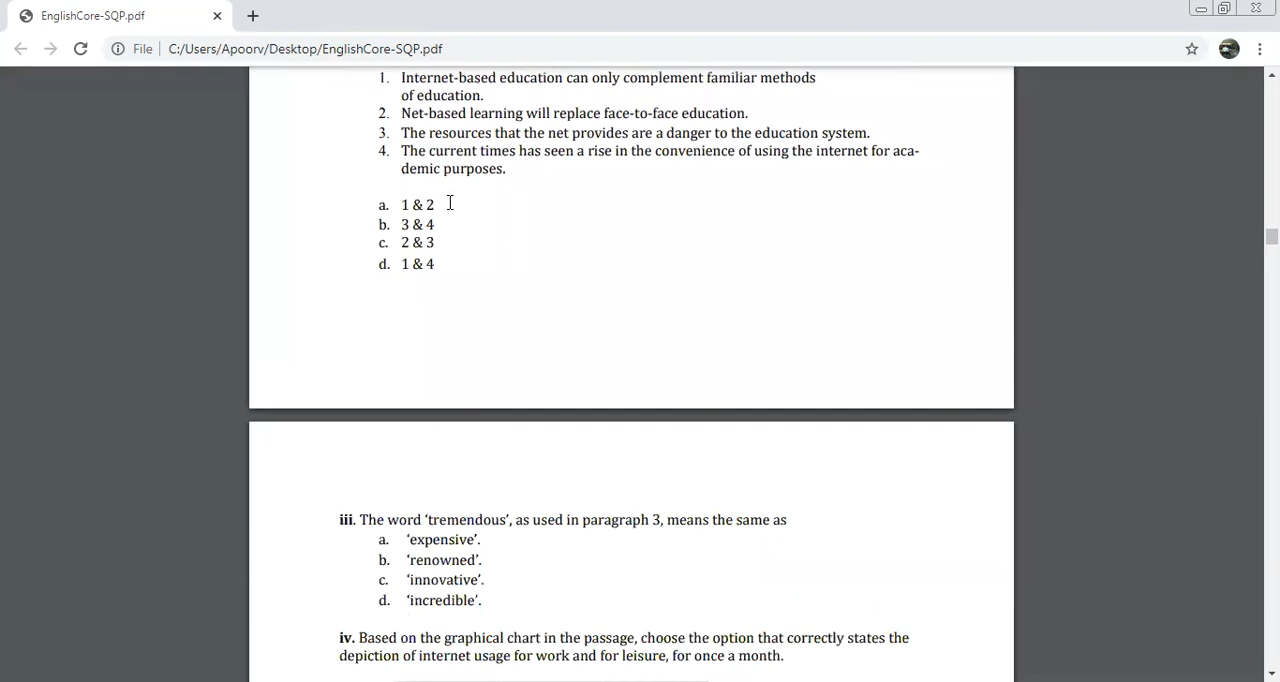 EnglishCore-SQP.pdf
File | C:/Users/Apoorv/Desktop/EnglishCore-SQP.pdf
1. Internet-based education can only complement familiar methods
of education.
2. Net-based learning will replace face-to-face education.
3. The resources that the net provides are a danger to the education system.
4. The current times has seen a rise in the convenience of using the internet for aca-
demic purposes.
a. 1 & 2
b. 3 & 4
c. 2 & 3
d. 1 & 4
iii. The word ‘tremendous’, as used in paragraph 3, means the same as
a. ‘expensive’.
b. ‘renowned’.
c. ‘innovative’.
d. ‘incredible’.
iv. Based on the graphical chart in the passage, choose the option that correctly states the
depiction of internet usage for work and for leisure, for once a month.